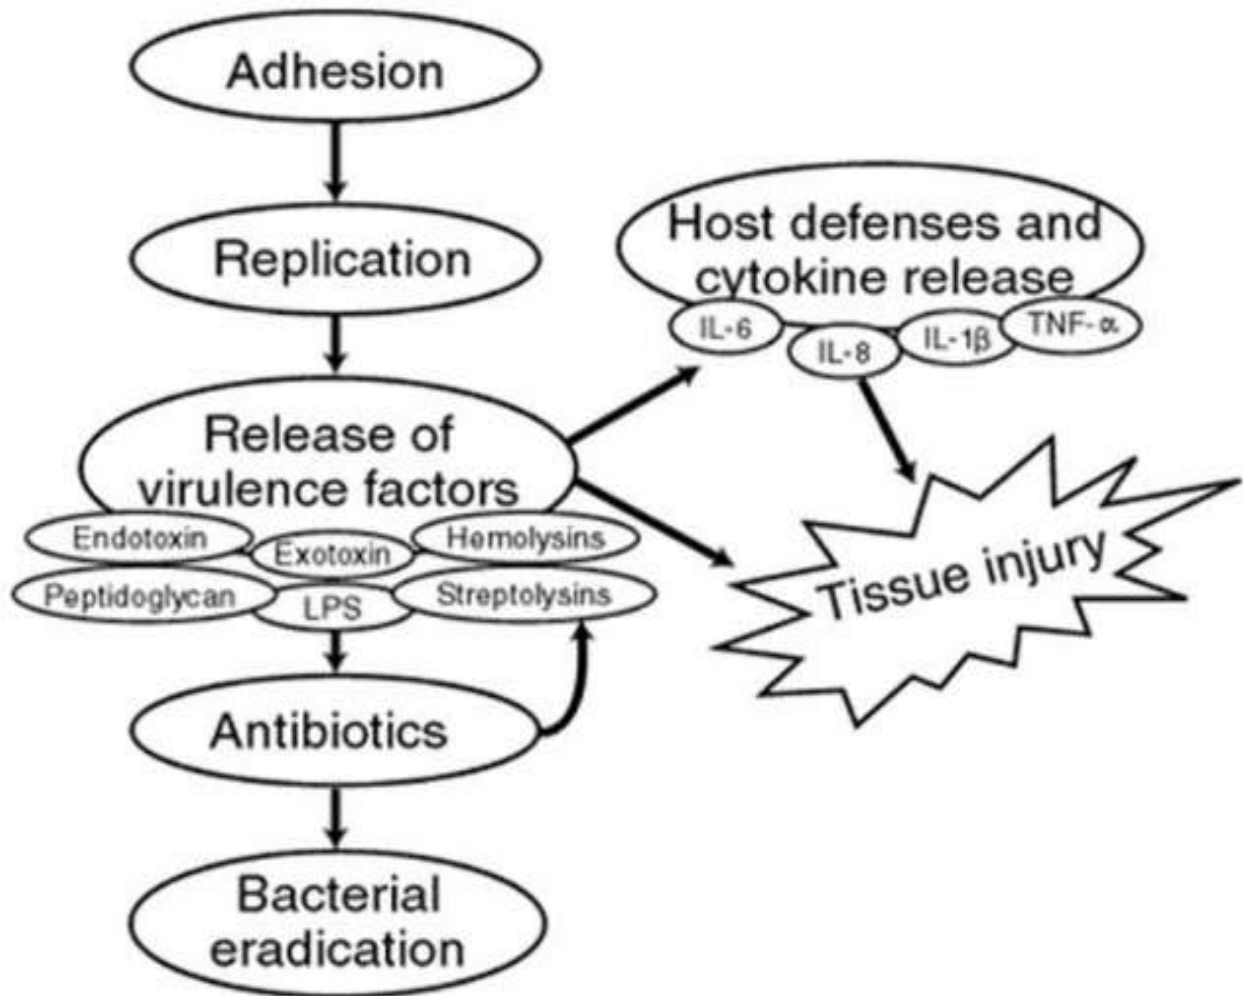 Adhesion
Replication
Host defenses and
cytokine release
IL-6
IL-8
IL-1β
TNF-α
Release of
virulence factors
Endotoxin
Exotoxin
Hemolysins
Peptidoglycan
LPS
Streptolysins
Tissue injury
Antibiotics
Bacterial
eradication